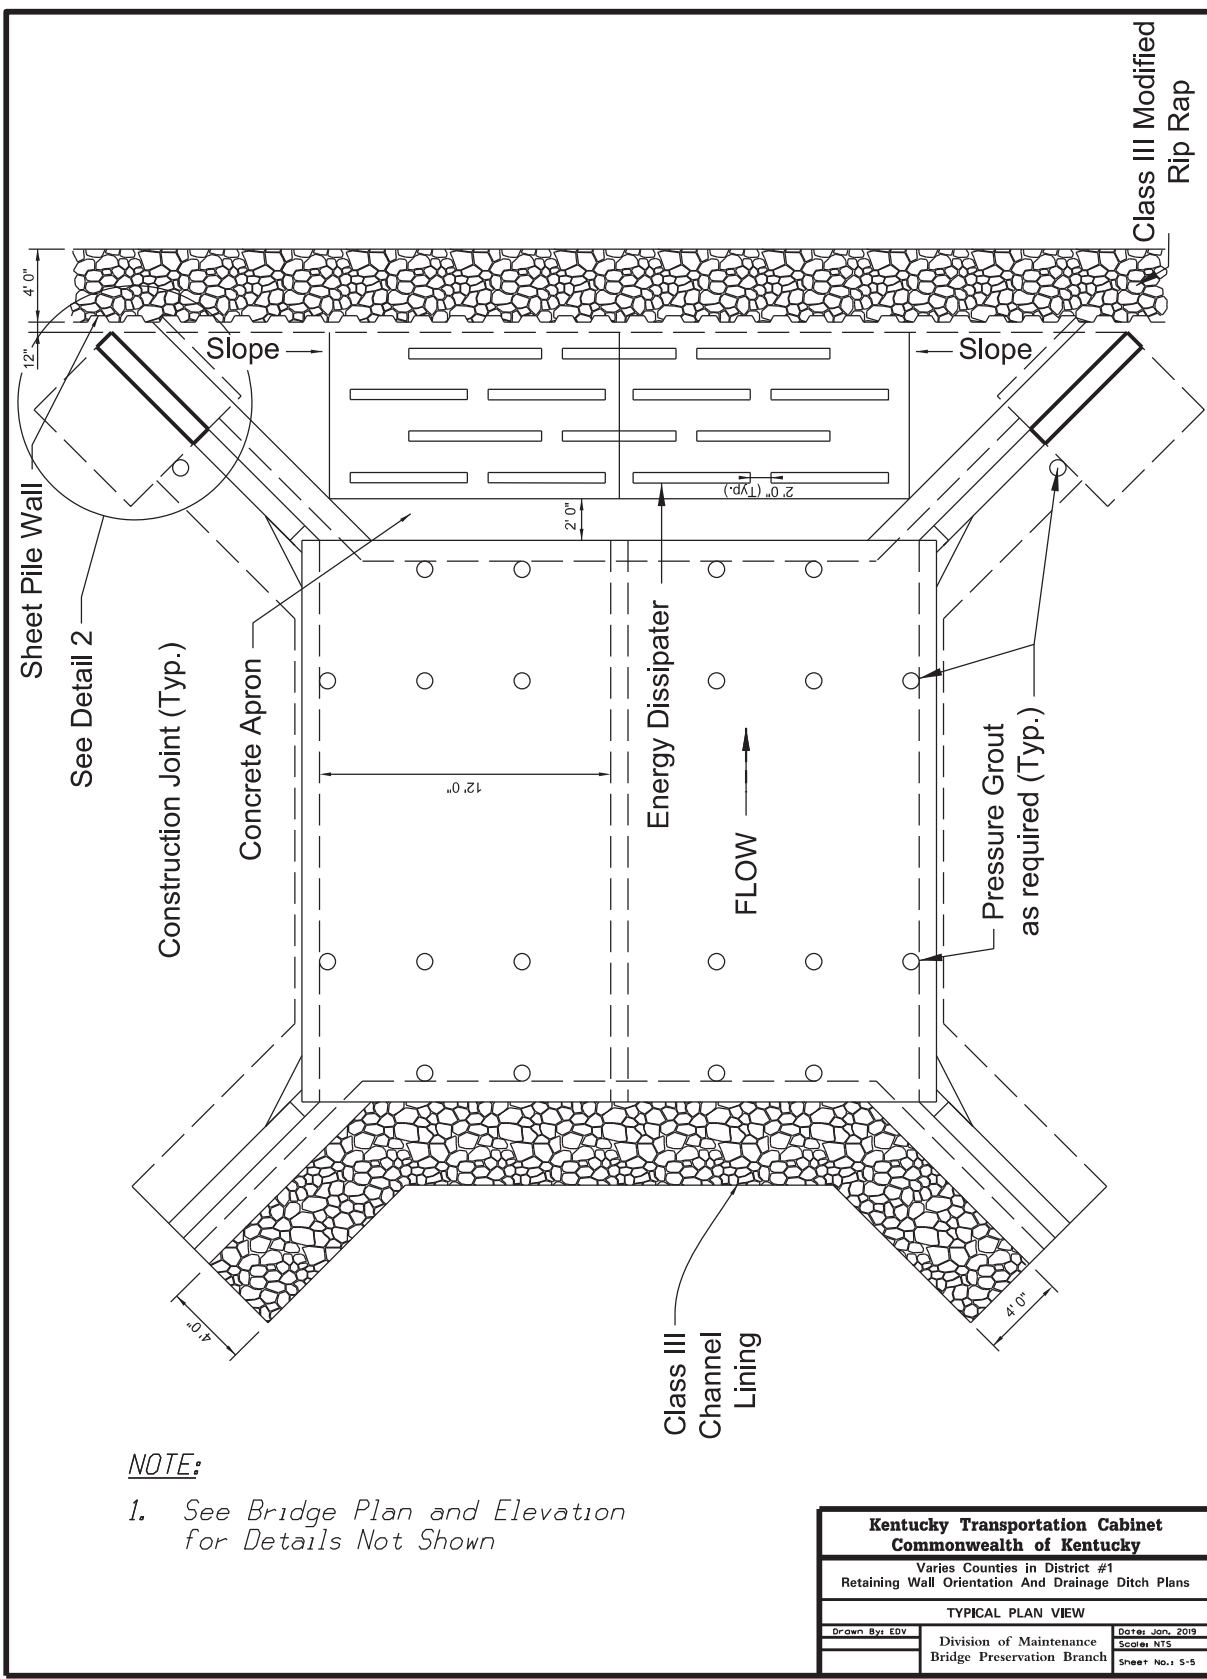 Class III Modified
Rip Rap
4' 0"
12"
Slope
Slope
Sheet Pile Wall
See Detail 2
Construction Joint (Typ.)
Concrete Apron
2' 0"
2' 0" (Typ.)
Energy Dissipater
12' 0"
FLOW
Pressure Grout
as required (Typ.)
4' 0"
4' 0"
Class III
Channel
Lining
NOTE:
1. See Bridge Plan and Elevation
for Details Not Shown
Kentucky Transportation Cabinet
Commonwealth of Kentucky
Varies Counties in District #1
Retaining Wall Orientation And Drainage Ditch Plans
TYPICAL PLAN VIEW
Drawn By: EDV
Division of Maintenance
Bridge Preservation Branch
Date: Jan. 2019
Scale: NTS
Sheet No.: S-5